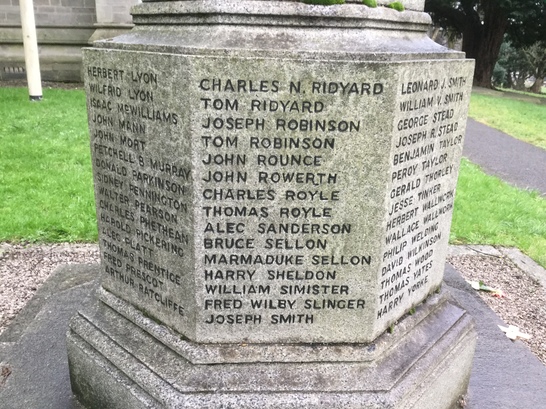 HERBERT LYON
WILFRID LYON
ISAAC MEWILLIAMS
JOHN MANN
JOHN MORT
PETCHELL B. MURRAY
DONALD PARKINSON
SIDNEY PENNINGTON
WALTER PEARSON
CHARLES PHETHEAN
HAROLD PICKERING
PLATT
THOMAS PRENTICE
FRED PRESCOT
ARTHUR RATCLIFFE
CHARLES N. RIDYARD
TOM RIDYARD
JOSEPH ROBINSON
TOM ROBINSON
JOHN ROUNCE
JOHN ROWERTH
CHARLES ROYLE
THOMAS ROYLE
ALEC SANDERSON
BRUCE SELLON
MARMADUKE SELLON
HARRY SHELDON
WILLIAM SIMISTER
FRED WILBY SLINGER
JOSEPH SMITH
LEONARD J. SMITH
WILLIAM V. SMITH
GEORGE STEAD
JOSEPH R. STEAD
BENJAMIN TAYLOR
PERCY TAYLOR
GERALD THORLEY
JESSE TINKER
HERBERT WALLWORK
WALLACE WALLWORK
PHILIP WELDING
DAVID WILKINSON
THOMAS WOOD
THOMAS YATES
HARRY YORKE